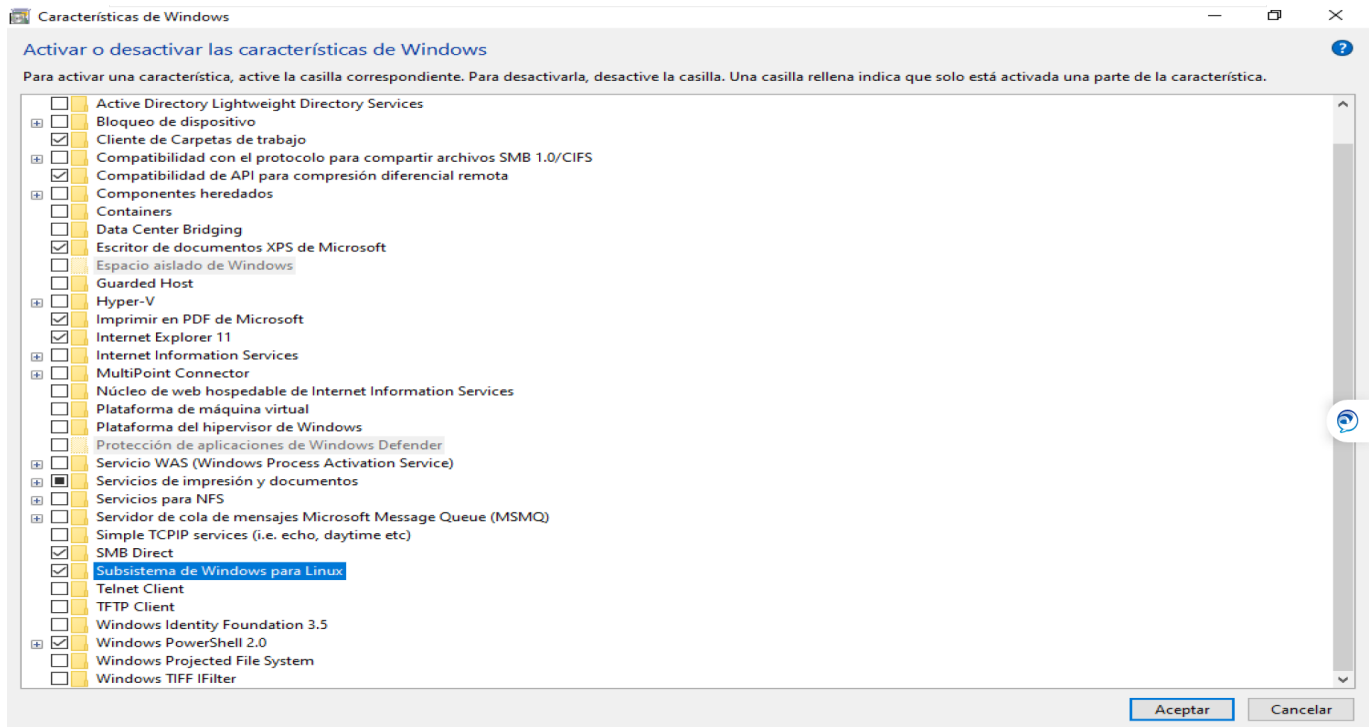 Características de Windows
Activar o desactivar las características de Windows
Para activar una característica, active la casilla correspondiente. Para desactivarla, desactive la casilla. Una casilla rellena indica que solo está activada una parte de la característica.
Active Directory Lightweight Directory Services
Bloqueo de dispositivo
Cliente de Carpetas de trabajo
Compatibilidad con el protocolo para compartir archivos SMB 1.0/CIFS
Compatibilidad de API para compresión diferencial remota
Componentes heredados
Containers
Data Center Bridging
Escritor de documentos XPS de Microsoft
Espacio aislado de Windows
Guarded Host
Hyper-V
Imprimir en PDF de Microsoft
Internet Explorer 11
Internet Information Services
MultiPoint Connector
Núcleo de web hospedable de Internet Information Services
Plataforma de máquina virtual
Plataforma del hipervisor de Windows
Protección de aplicaciones de Windows Defender
Servicio WAS (Windows Process Activation Service)
Servicios de impresión y documentos
Servicios para NFS
Servidor de cola de mensajes Microsoft Message Queue (MSMQ)
Simple TCPIP services (i.e. echo, daytime etc)
SMB Direct
Subsistema de Windows para Linux
Telnet Client
TFTP Client
Windows Identity Foundation 3.5
Windows PowerShell 2.0
Windows Projected File System
Windows TIFF IFilter
Aceptar Cancelar